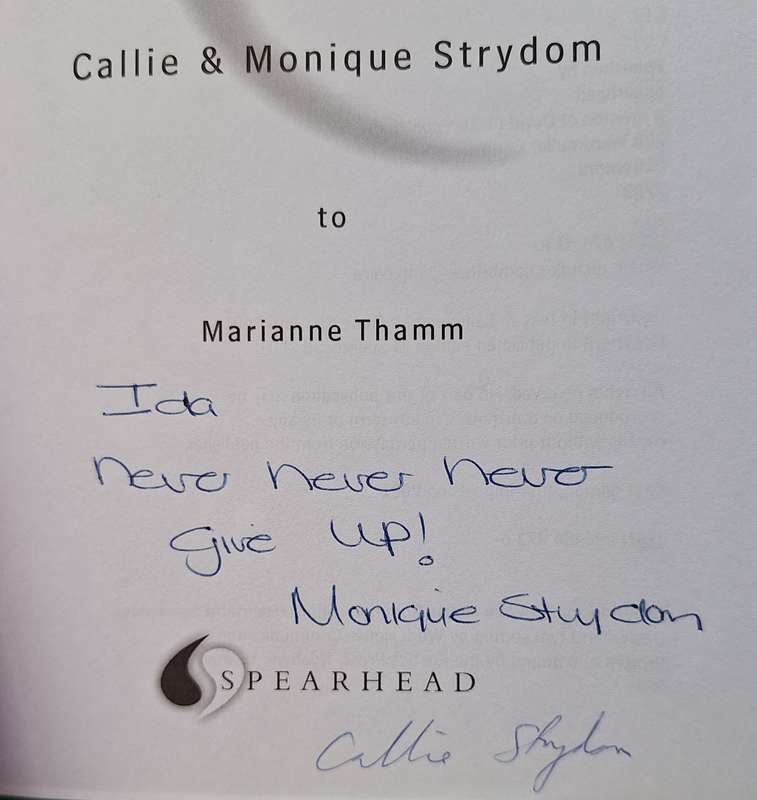 Callie & Monique Strydom
to
Marianne Thamm
Ida
never never never
give up!
Monique Strydom
SPEARHEAD
Callie Strydom